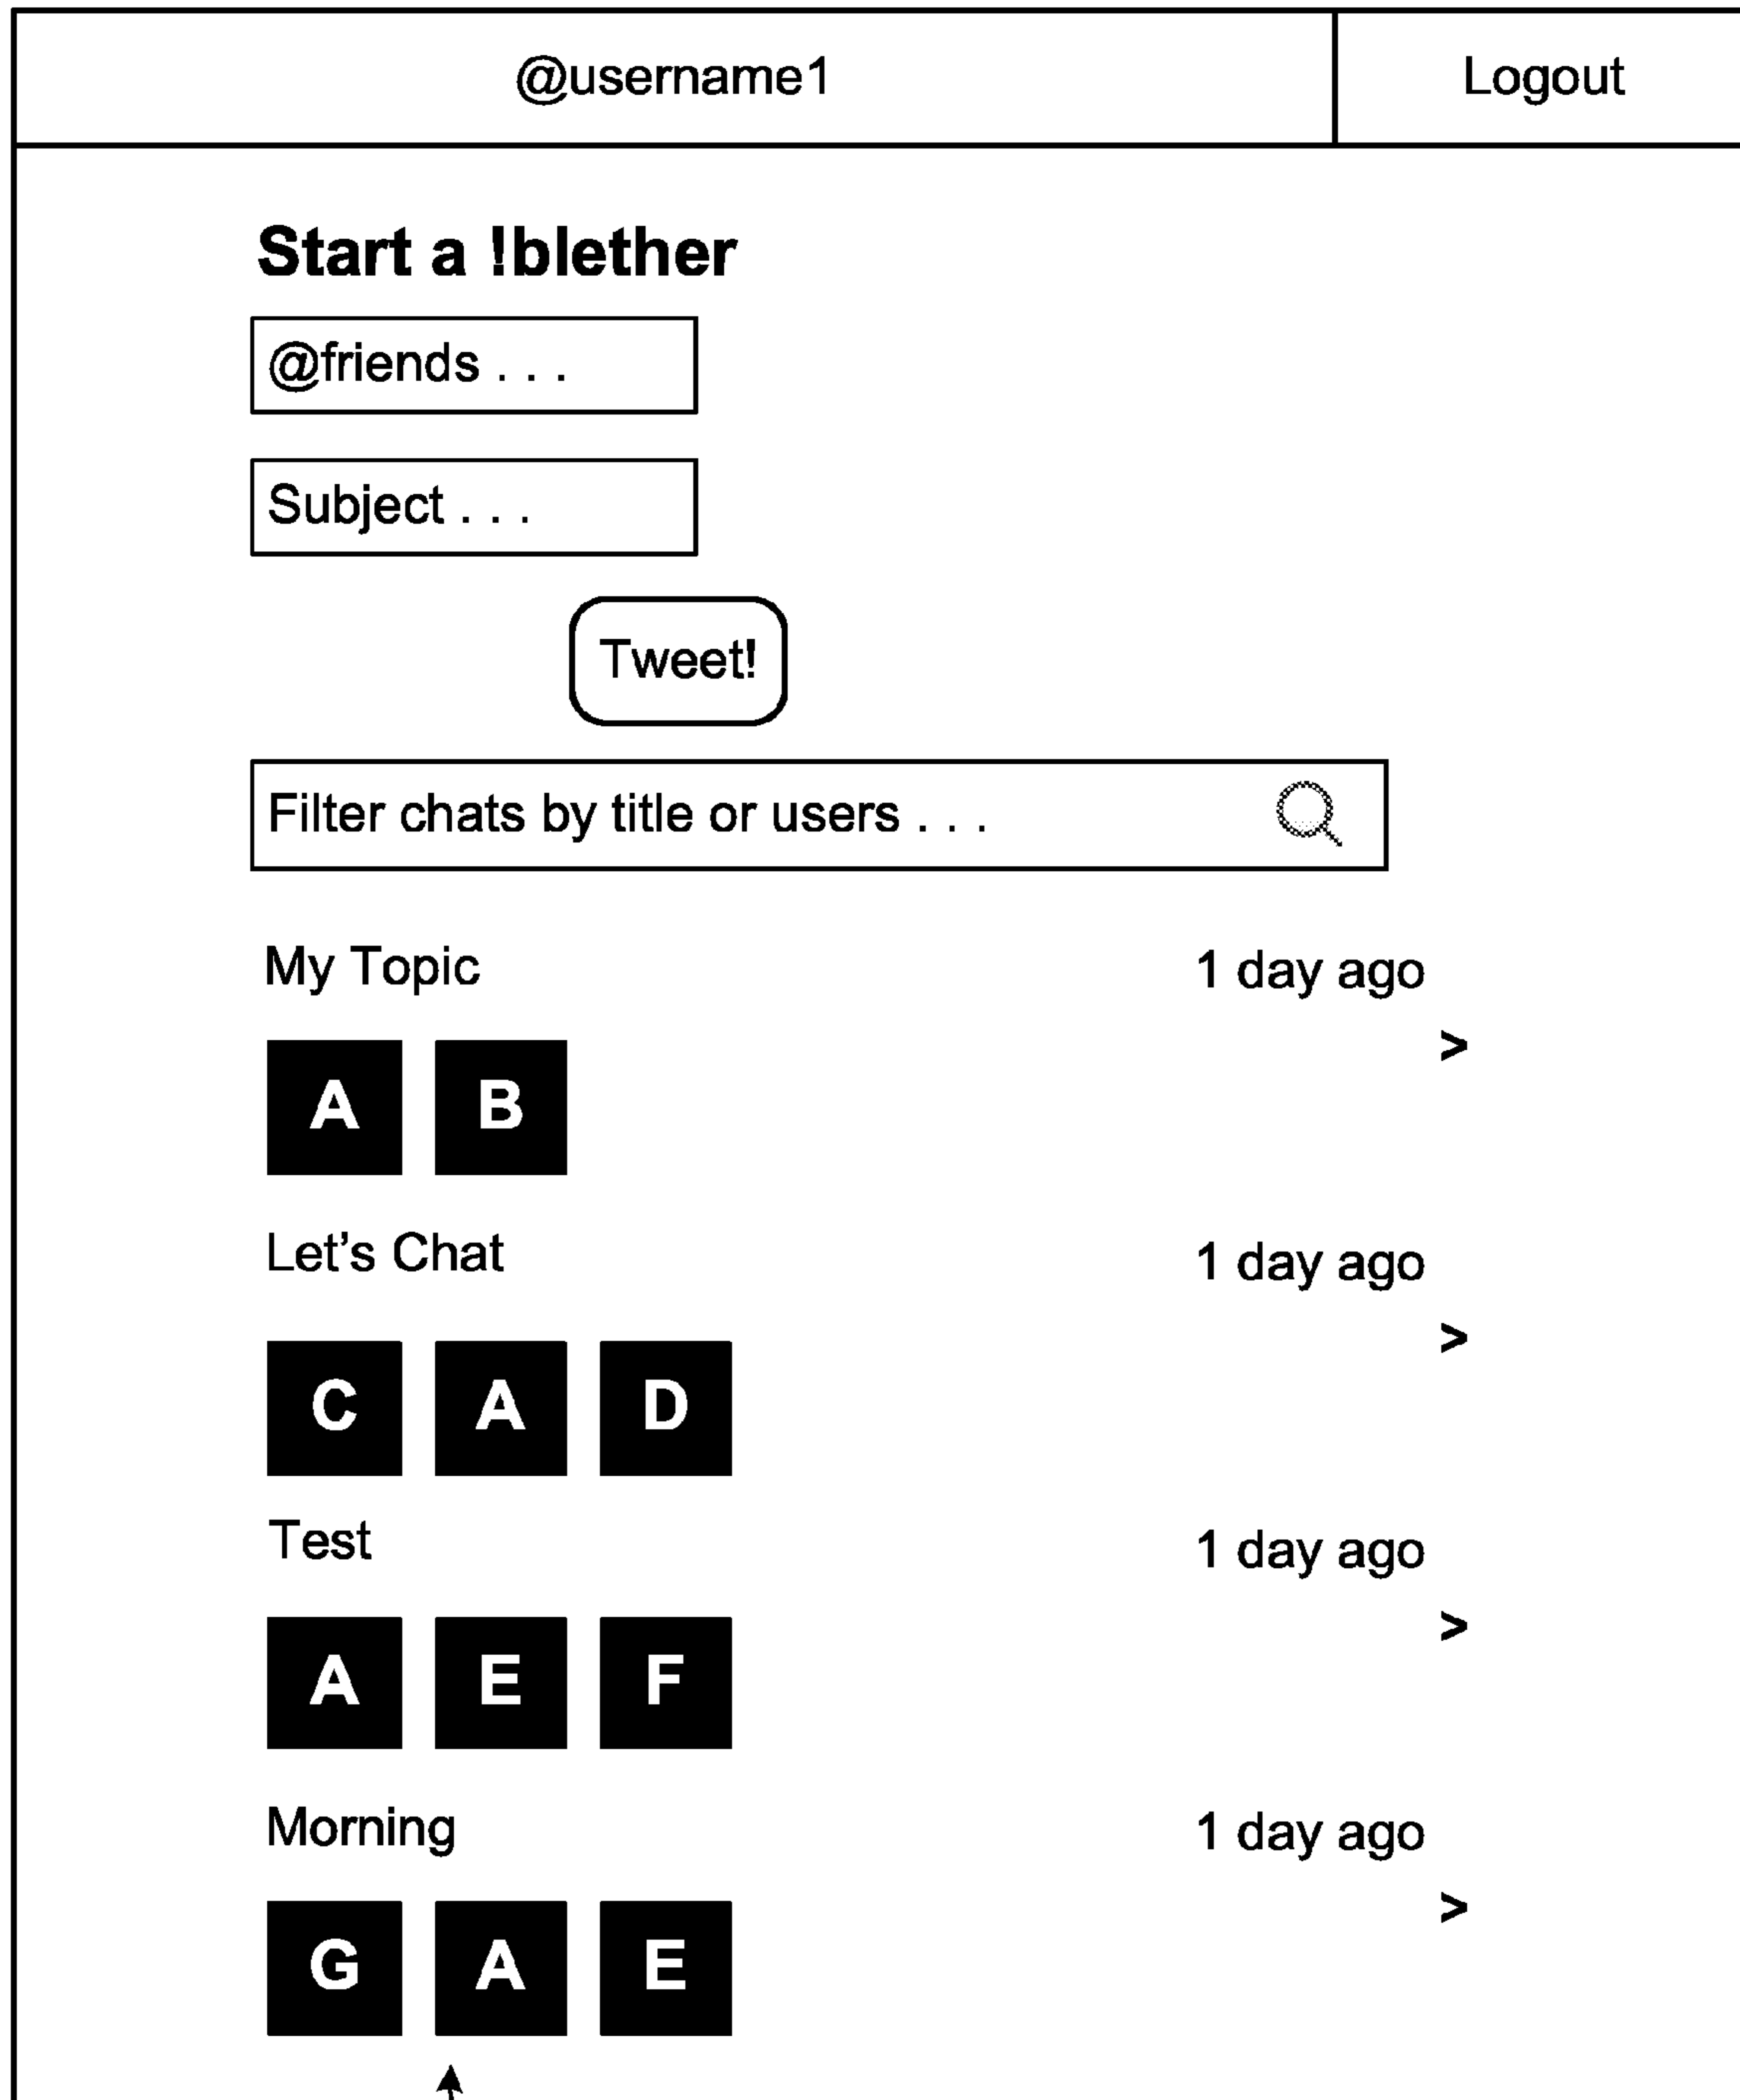 @username1 Logout
Start a !blether
@friends . . .
Subject . . .
Tweet!
Filter chats by title or users . . .
My Topic 1 day ago
>
A B
Let's Chat 1 day ago
>
C A D
Test 1 day ago
>
A E F
Morning 1 day ago
>
G A E